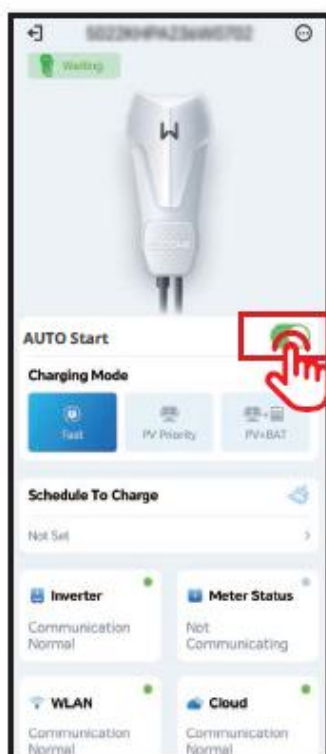 Waiting
AUTO Start
Charging Mode
Fast
PV Priority
PV+BAT
Schedule To Charge
Not Set
Inverter
Communication
Normal
Meter Status
Not
Communicating
WLAN
Communication
Normal
Cloud
Communication
Normal